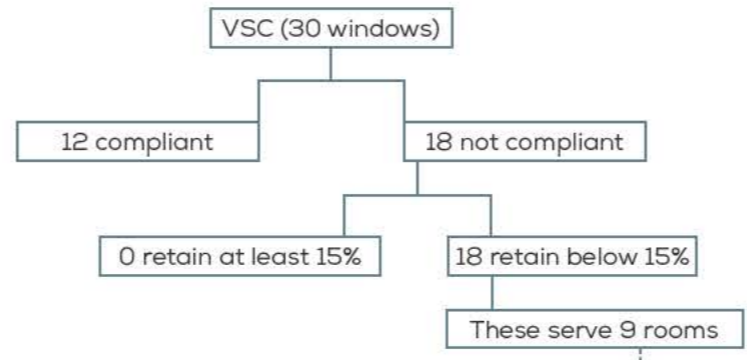 VSC (30 windows)
12 compliant
18 not compliant
0 retain at least 15%
18 retain below 15%
These serve 9 rooms